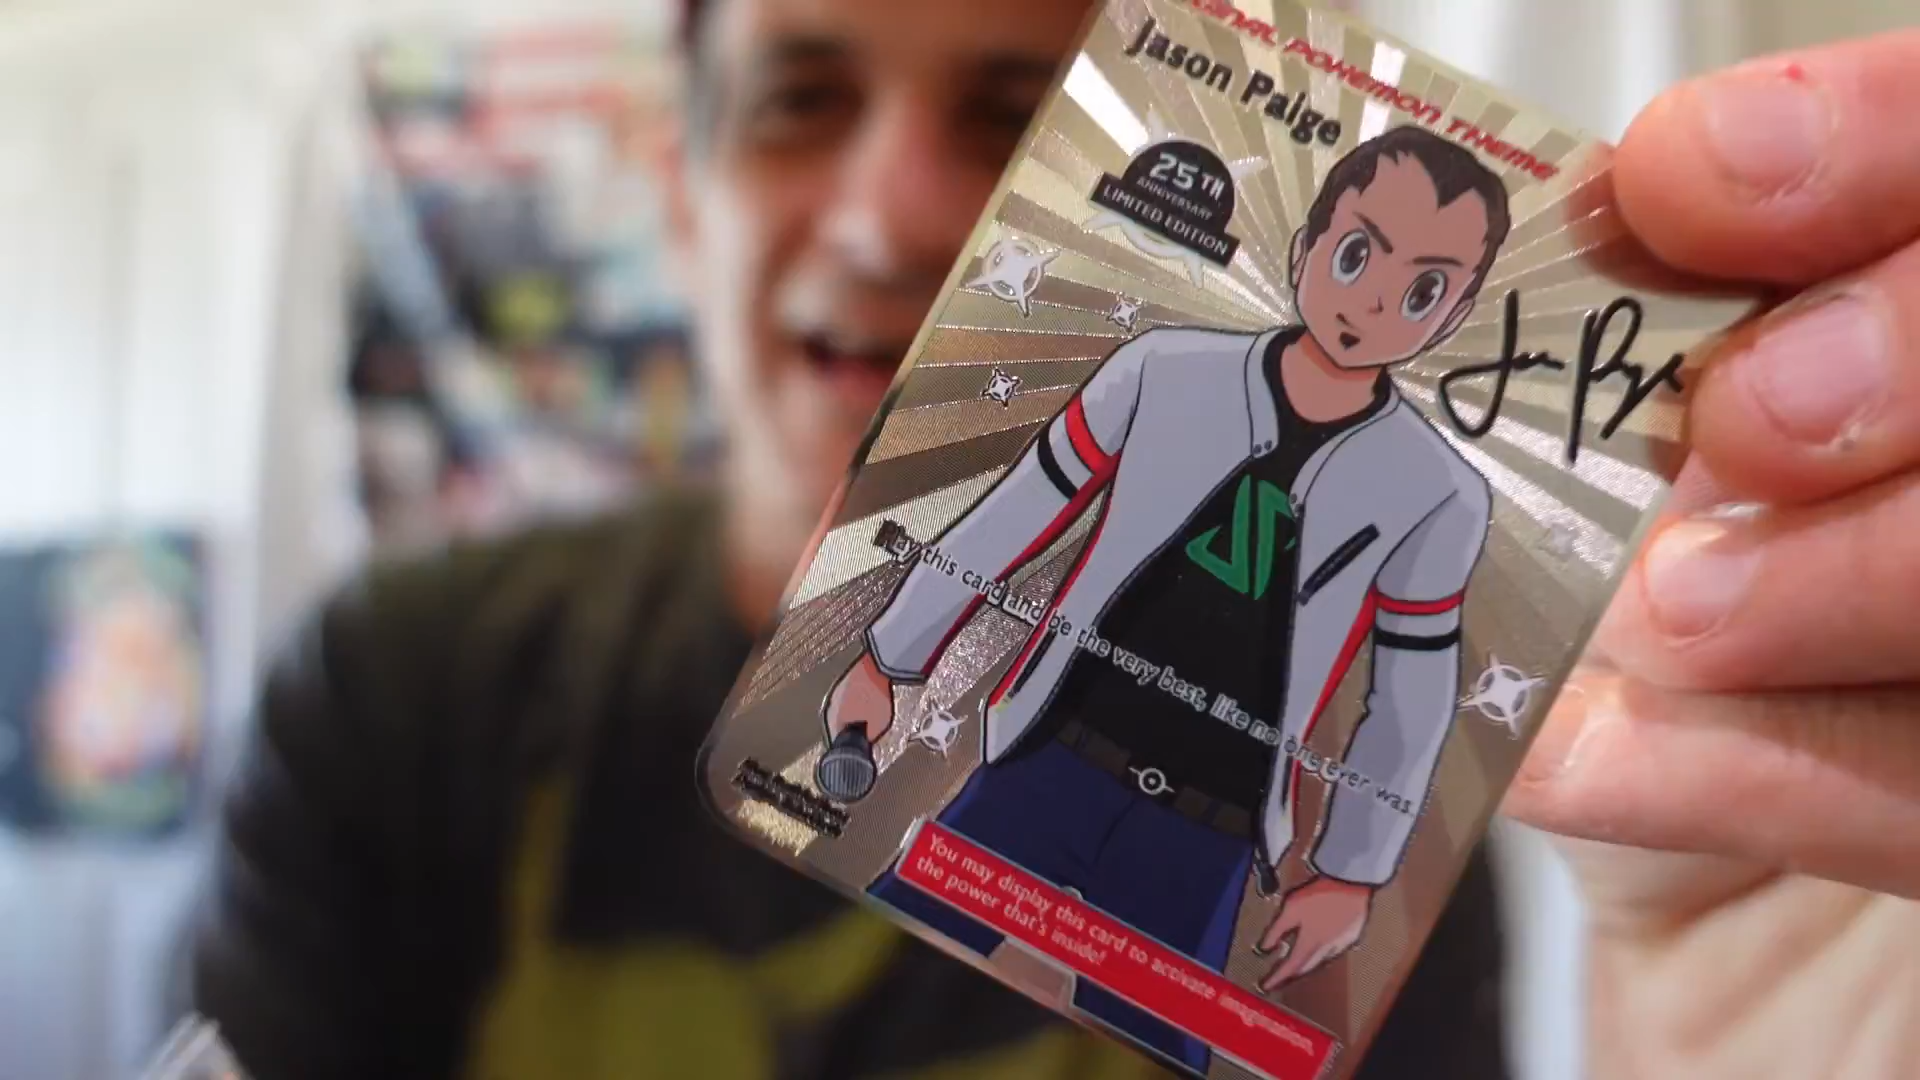 ORIGINAL POKEMON THEME
Jason Paige
25TH
ANNIVERSARY
LIMITED EDITION
Play this card and be the very best, like no one ever was.
You may display this card to activate imagination,
the power that's inside!